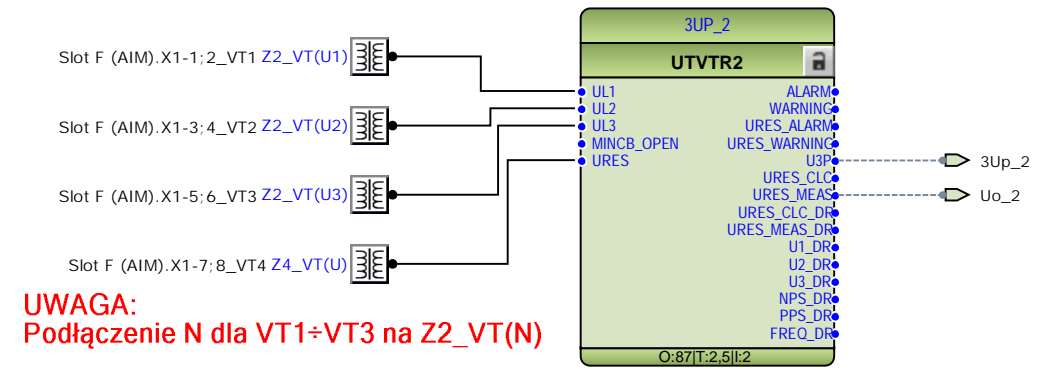 3UP_2
UTVTR2
Slot F (AIM).X1-1;2_VT1 Z2_VT(U1)
Slot F (AIM).X1-3;4_VT2 Z2_VT(U2)
Slot F (AIM).X1-5;6_VT3 Z2_VT(U3)
Slot F (AIM).X1-7;8_VT4 Z4_VT(U)
UL1
UL2
UL3
MINCB_OPEN
URES
ALARM
WARNING
URES_ALARM
URES_WARNING
U3P
URES_CLC
URES_MEAS
URES_CLC_DR
URES_MEAS_DR
U1_DR
U2_DR
U3_DR
NPS_DR
PPS_DR
FREQ_DR
3Up_2
Uo_2
O:87|T:2,5|I:2
UWAGA:
Podłączenie N dla VT1÷VT3 na Z2_VT(N)